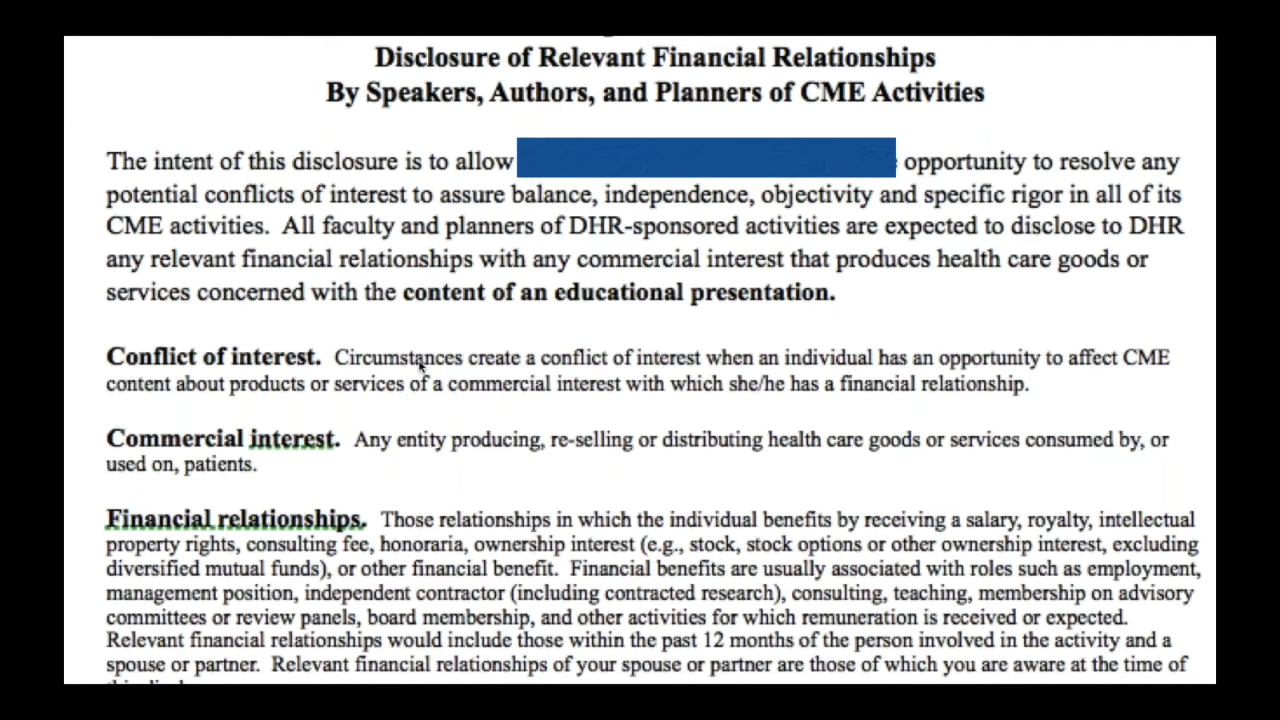 Disclosure of Relevant Financial Relationships
By Speakers, Authors, and Planners of CME Activities
The intent of this disclosure is to allow opportunity to resolve any
potential conflicts of interest to assure balance, independence, objectivity and specific rigor in all of its
CME activities. All faculty and planners of DHR-sponsored activities are expected to disclose to DHR
any relevant financial relationships with any commercial interest that produces health care goods or
services concerned with the content of an educational presentation.
Conflict of interest. Circumstances create a conflict of interest when an individual has an opportunity to affect CME
content about products or services of a commercial interest with which she/he has a financial relationship.
Commercial interest. Any entity producing, re-selling or distributing health care goods or services consumed by, or
used on, patients.
Financial relationships. Those relationships in which the individual benefits by receiving a salary, royalty, intellectual
property rights, consulting fee, honoraria, ownership interest (e.g., stock, stock options or other ownership interest, excluding
diversified mutual funds), or other financial benefit. Financial benefits are usually associated with roles such as employment,
management position, independent contractor (including contracted research), consulting, teaching, membership on advisory
committees or review panels, board membership, and other activities for which remuneration is received or expected.
Relevant financial relationships would include those within the past 12 months of the person involved in the activity and a
spouse or partner. Relevant financial relationships of your spouse or partner are those of which you are aware at the time of